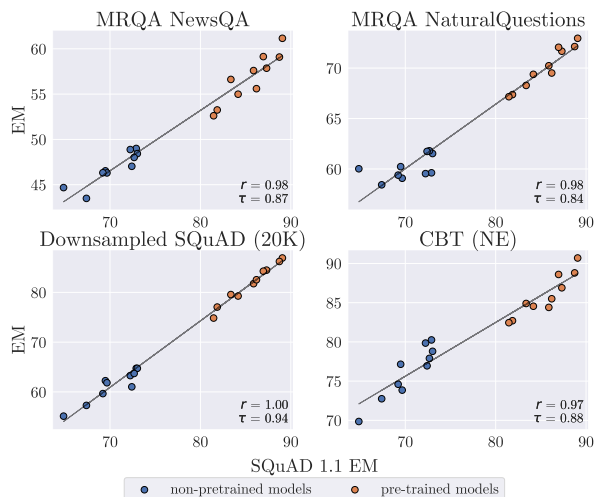 MRQA NewsQA
MRQA NaturalQuestions
60
55
50
45
EM
70
80
90
r = 0.98
τ = 0.87
70
65
60
70
80
90
r = 0.98
τ = 0.84
Downsampled SQuAD (20K)
CBT (NE)
80
60
EM
70
80
90
r = 1.00
τ = 0.94
90
85
80
75
70
70
80
90
r = 0.97
τ = 0.88
SQuAD 1.1 EM
non-pretrained models
pre-trained models